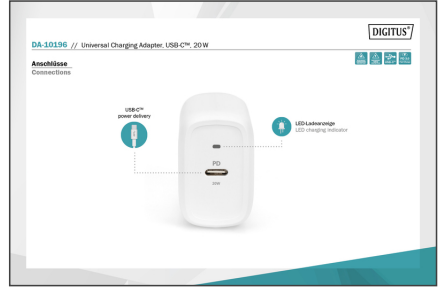 DIGITUS®
DA-10196 // Universal Charging Adapter, USB-C™, 20 W
Anschlüsse
Connections
USB-C™
power delivery
LED-Ladeanzeige
LED charging indicator
PD
20W